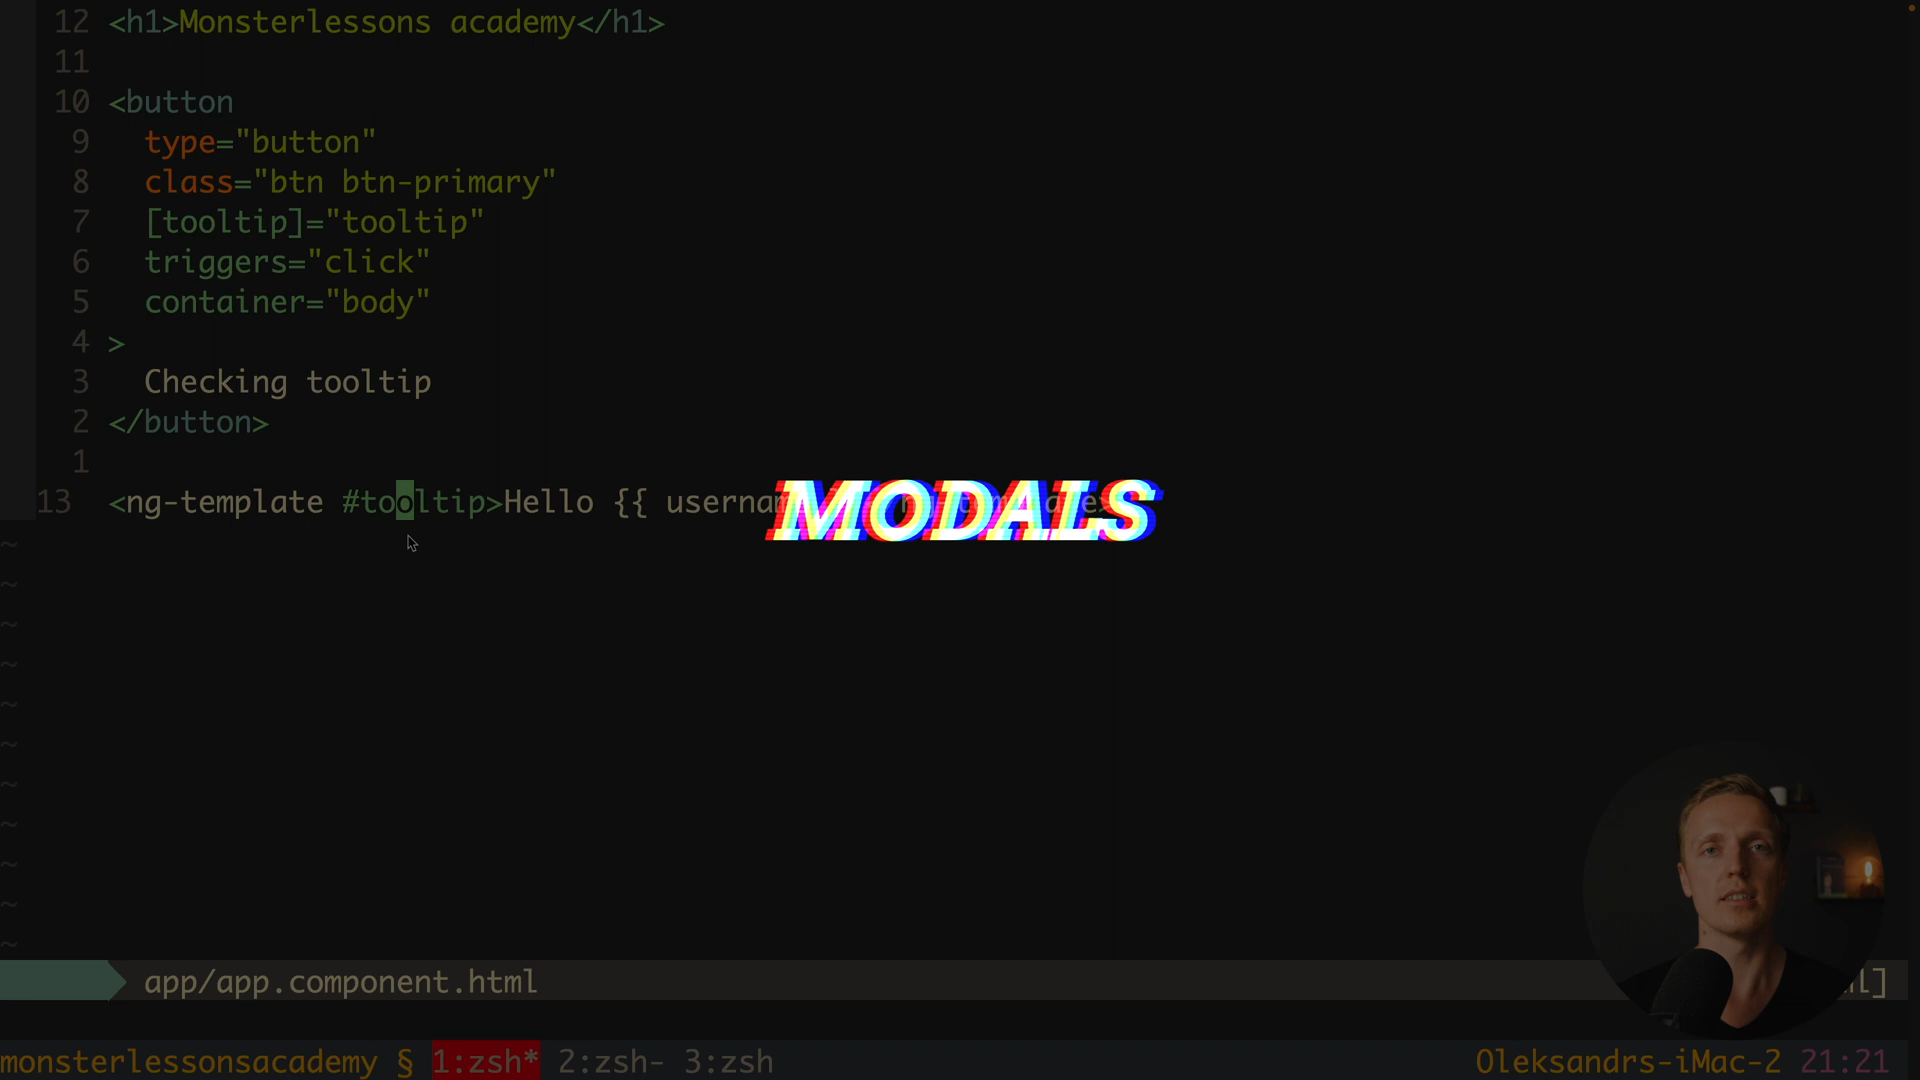 12 <h1>Monsterlessons academy</h1>
11
10 <button
9 type="button"
8 class="btn btn-primary"
7 [tooltip]="tooltip"
6 triggers="click"
5 container="body"
4 >
3 Checking tooltip
2 </button>
1
13 <ng-template #tooltip>Hello {{
MODALS
~
~
~
~
~
~
~
~
~
~
~
app/app.component.html
monsterlessonsacademy § 1:zsh* 2:zsh- 3:zsh
Oleksandrs-iMac-2 21:21